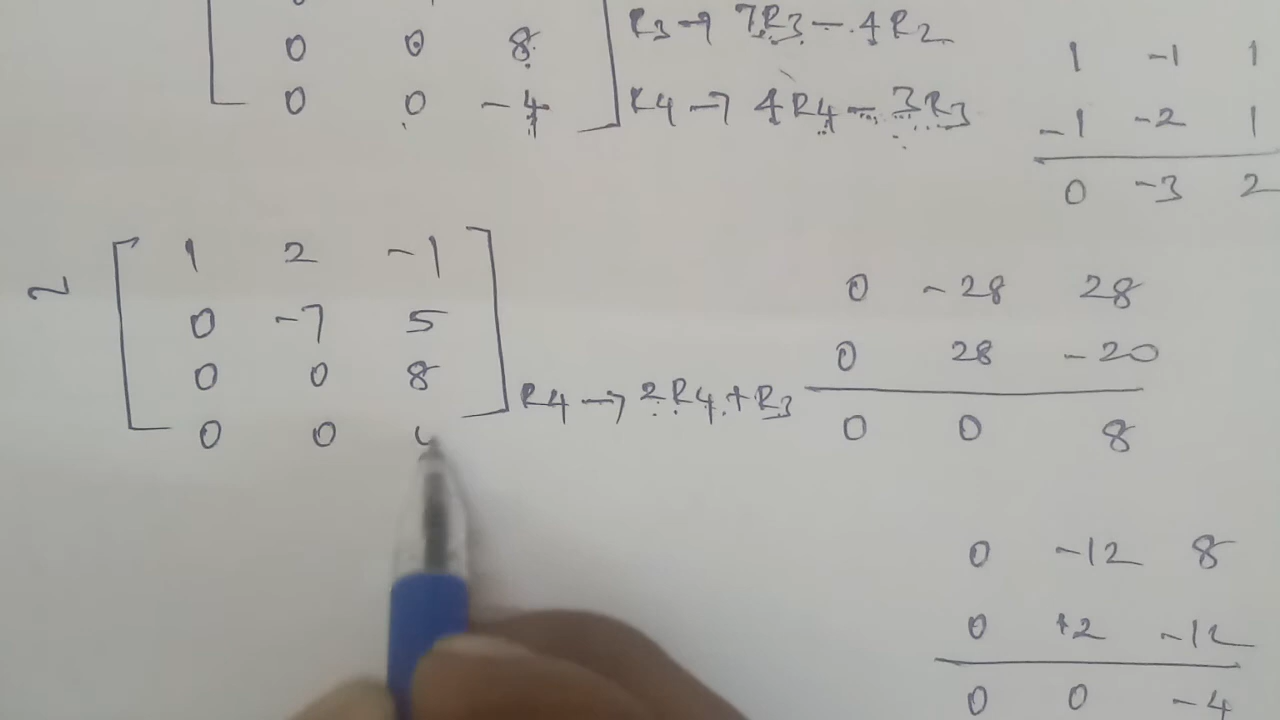 0 0 8 R3 → 7R3 - 4R2
0 0 -4 R4 → 4R4 - 3R3
1 -1 1
-1 -2 1
0 -3 2
~ 1 2 -1
0 -7 5
0 0 8 R4 → 2R4 + R3
0 0
0 -28 28
0 28 -20
0 0 8
0 -12 8
0 +2 -12
0 0 -4